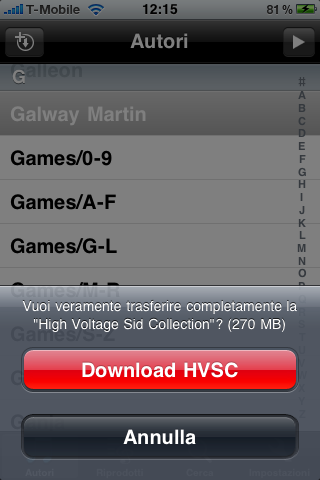 T-Mobile 12:15 81%
Autori
Galleon
G
Galway Martin
Games/0-9
Games/A-F
Games/G-L
Games/M-R
#
A
B
C
D
E
F
G
H
I
J
K
L
M
N
O
Vuoi veramente trasferire completamente la
"High Voltage Sid Collection"? (270 MB)
Download HVSC
Annulla
Autori